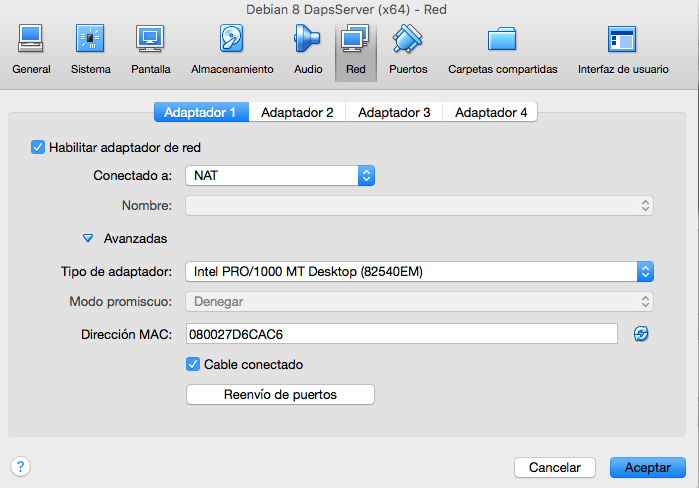 Debian 8 DapsServer (x64) - Red
General Sistema Pantalla Almacenamiento Audio Red Puertos Carpetas compartidas Interfaz de usuario
Adaptador 1 Adaptador 2 Adaptador 3 Adaptador 4
Habilitar adaptador de red
Conectado a: NAT
Nombre:
Avanzadas
Tipo de adaptador: Intel PRO/1000 MT Desktop (82540EM)
Modo promiscuo: Denegar
Dirección MAC: 080027D6CAC6
Cable conectado
Reenvío de puertos
? Cancelar Aceptar